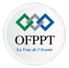 OFPPT
La Voie de l'Avenir